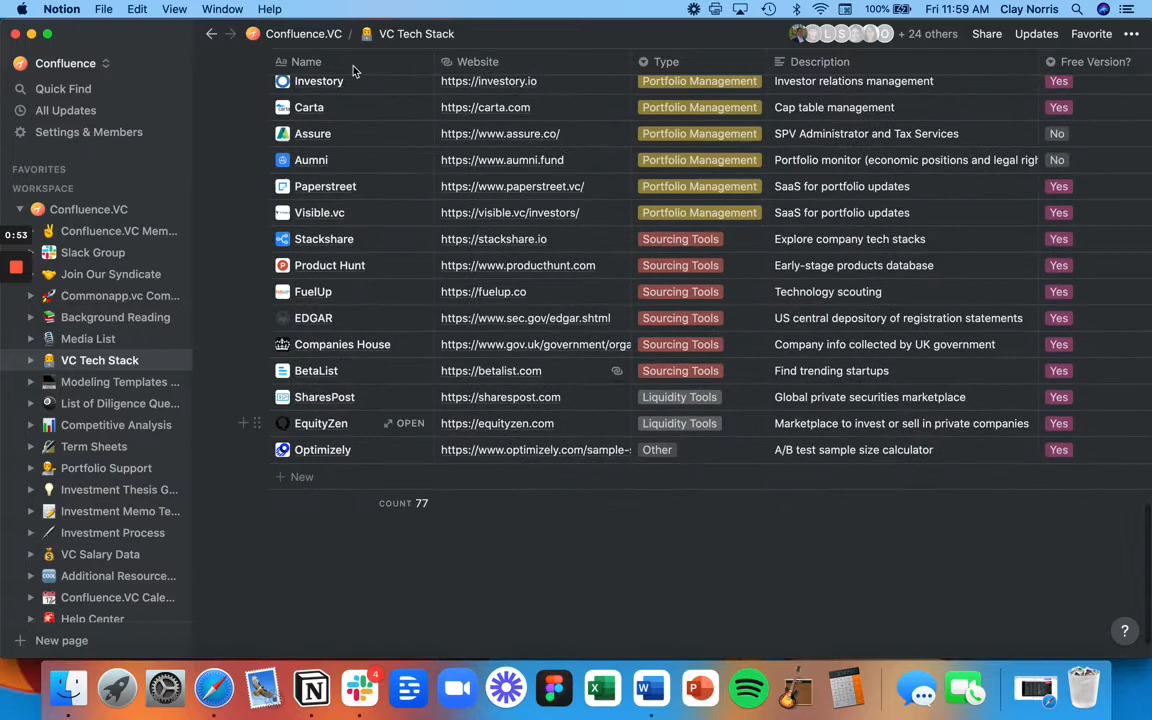 Notion File Edit View Window Help 100% Fri 11:59 AM Clay Norris
Confluence.VC / VC Tech Stack L S O + 24 others Share Updates Favorite
Confluence
Quick Find
All Updates
Settings & Members
FAVORITES
WORKSPACE
Confluence.VC
Confluence.VC Mem...
0:53
Slack Group
Join Our Syndicate
Commonapp.vc Com...
Background Reading
Media List
VC Tech Stack
Modeling Templates ...
List of Diligence Que...
Competitive Analysis
Term Sheets
Portfolio Support
Investment Thesis G...
Investment Memo Te...
Investment Process
VC Salary Data
Additional Resource...
Confluence.VC Cale...
Help Center
New page
Aa Name Website Type Description Free Version?
Investory https://investory.io Portfolio Management Investor relations management Yes
Carta https://carta.com Portfolio Management Cap table management Yes
Assure https://www.assure.co/ Portfolio Management SPV Administrator and Tax Services No
Aumni https://www.aumni.fund Portfolio Management Portfolio monitor (economic positions and legal righ No
Paperstreet https://www.paperstreet.vc/ Portfolio Management SaaS for portfolio updates Yes
Visible.vc https://visible.vc/investors/ Portfolio Management SaaS for portfolio updates Yes
Stackshare https://stackshare.io Sourcing Tools Explore company tech stacks Yes
Product Hunt https://www.producthunt.com Sourcing Tools Early-stage products database Yes
FuelUp https://fuelup.co Sourcing Tools Technology scouting Yes
EDGAR https://www.sec.gov/edgar.shtml Sourcing Tools US central depository of registration statements Yes
Companies House https://www.gov.uk/government/orga Sourcing Tools Company info collected by UK government Yes
BetaList https://betalist.com Sourcing Tools Find trending startups Yes
SharesPost https://sharespost.com Liquidity Tools Global private securities marketplace Yes
EquityZen OPEN https://equityzen.com Liquidity Tools Marketplace to invest or sell in private companies Yes
Optimizely https://www.optimizely.com/sample-s Other A/B test sample size calculator Yes
+ New
COUNT 77
?
4